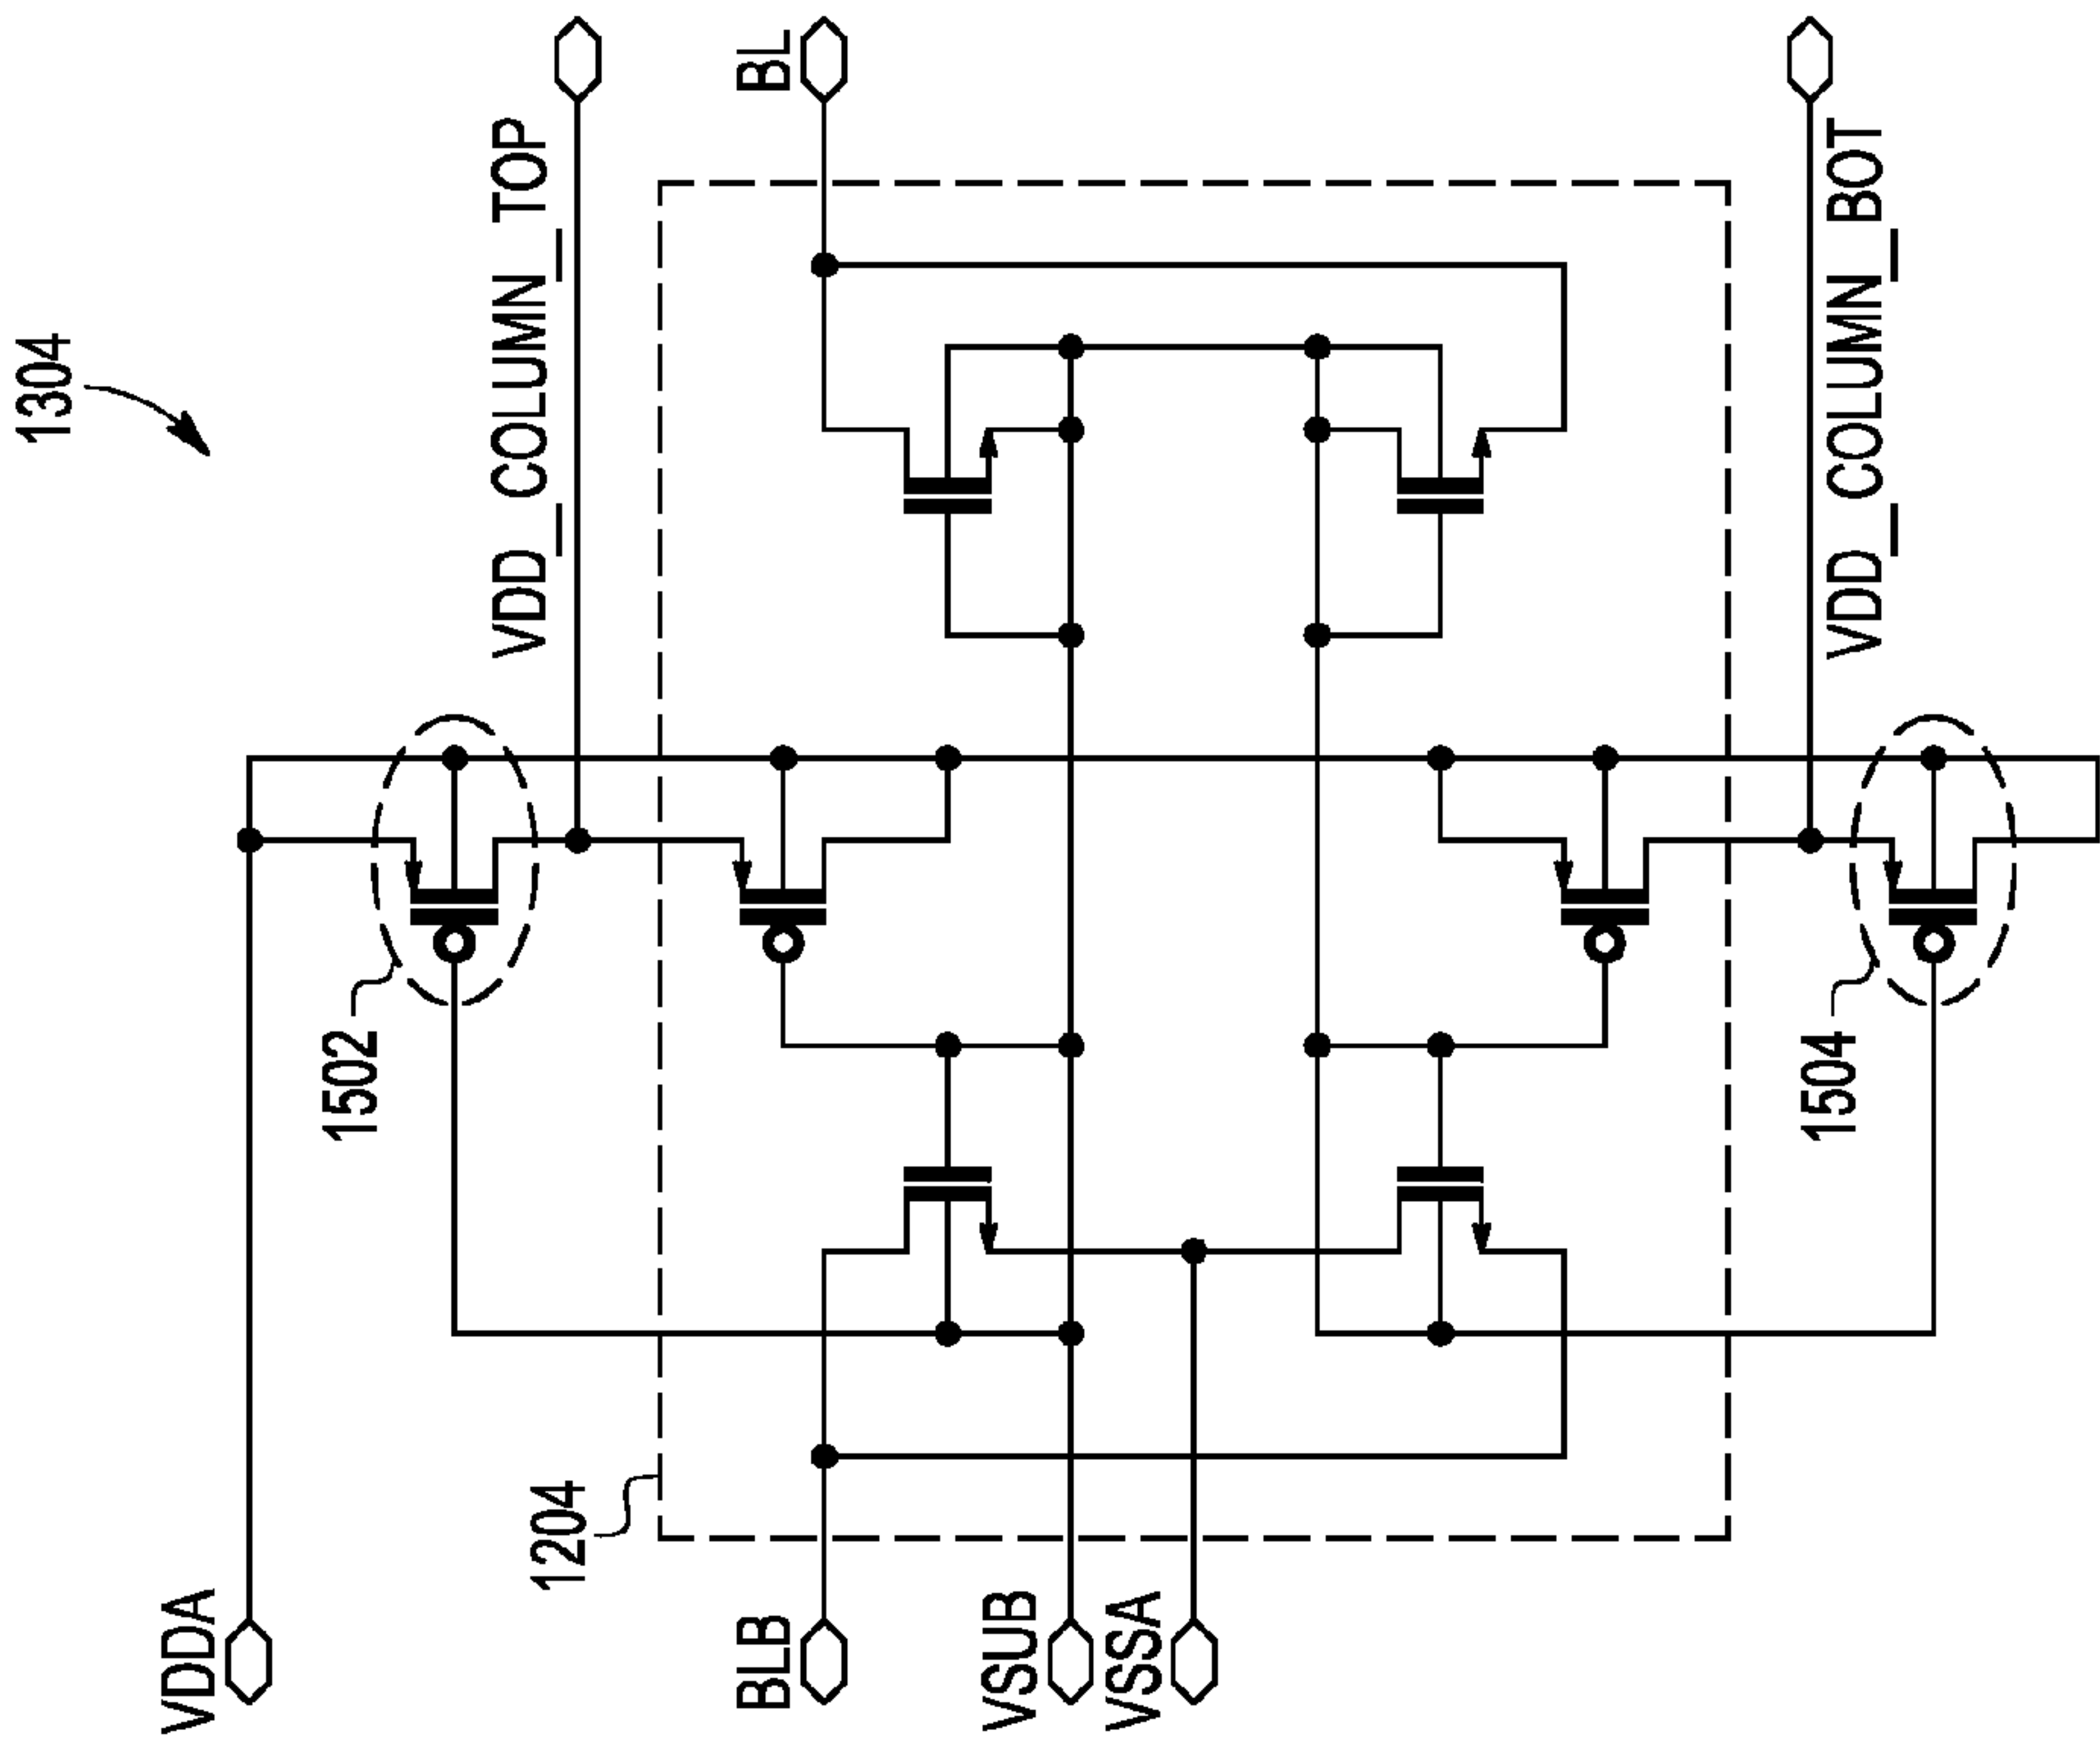 1304
VDDA
VDD_COLUMN_TOP
1502
1204
BLB
BL
VSUB
VSSA
VDD_COLUMN_BOT
1504